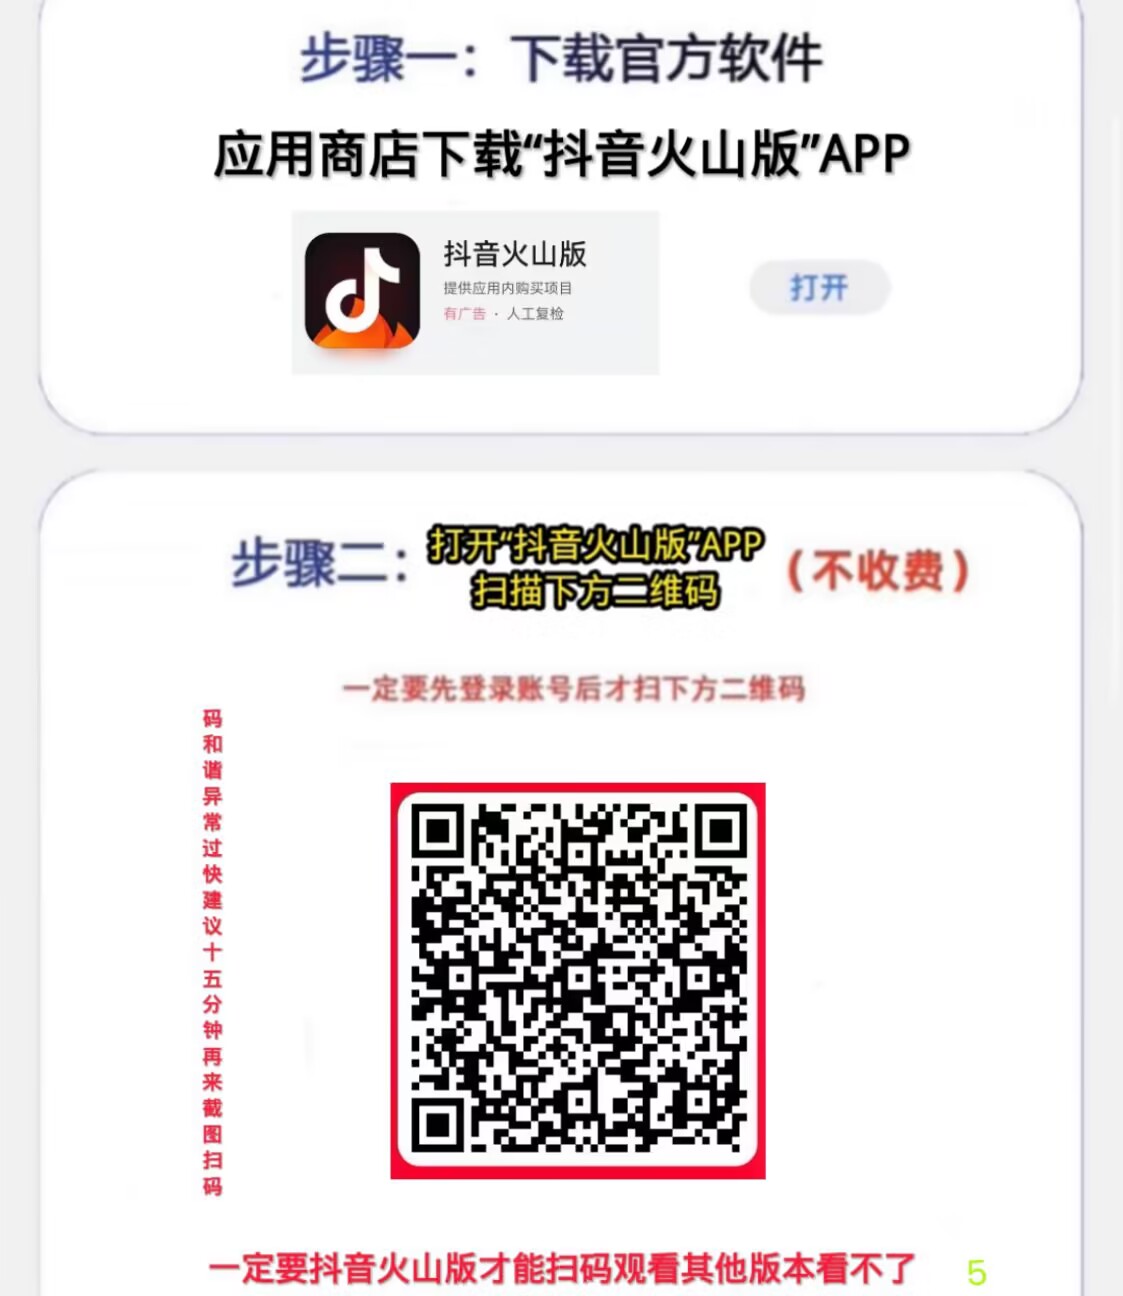 步骤一：下载官方软件
应用商店下载“抖音火山版”APP
抖音火山版
提供应用内购买项目
有广告 · 人工复检
打开
步骤二：
打开“抖音火山版”APP
扫描下方二维码
（不收费）
一定要先登录账号后才扫下方二维码
码和谐异常过快建议十五分钟再来截图扫码
一定要抖音火山版才能扫码观看其他版本看不了
5